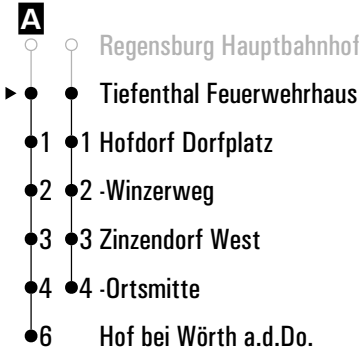 A
Regensburg Hauptbahnhof
Tiefenthal Feuerwehrhaus
1 1 Hofdorf Dorfplatz
2 2 -Winzerweg
3 3 Zinzendorf West
4 4 -Ortsmitte
6 Hof bei Wörth a.d.Do.